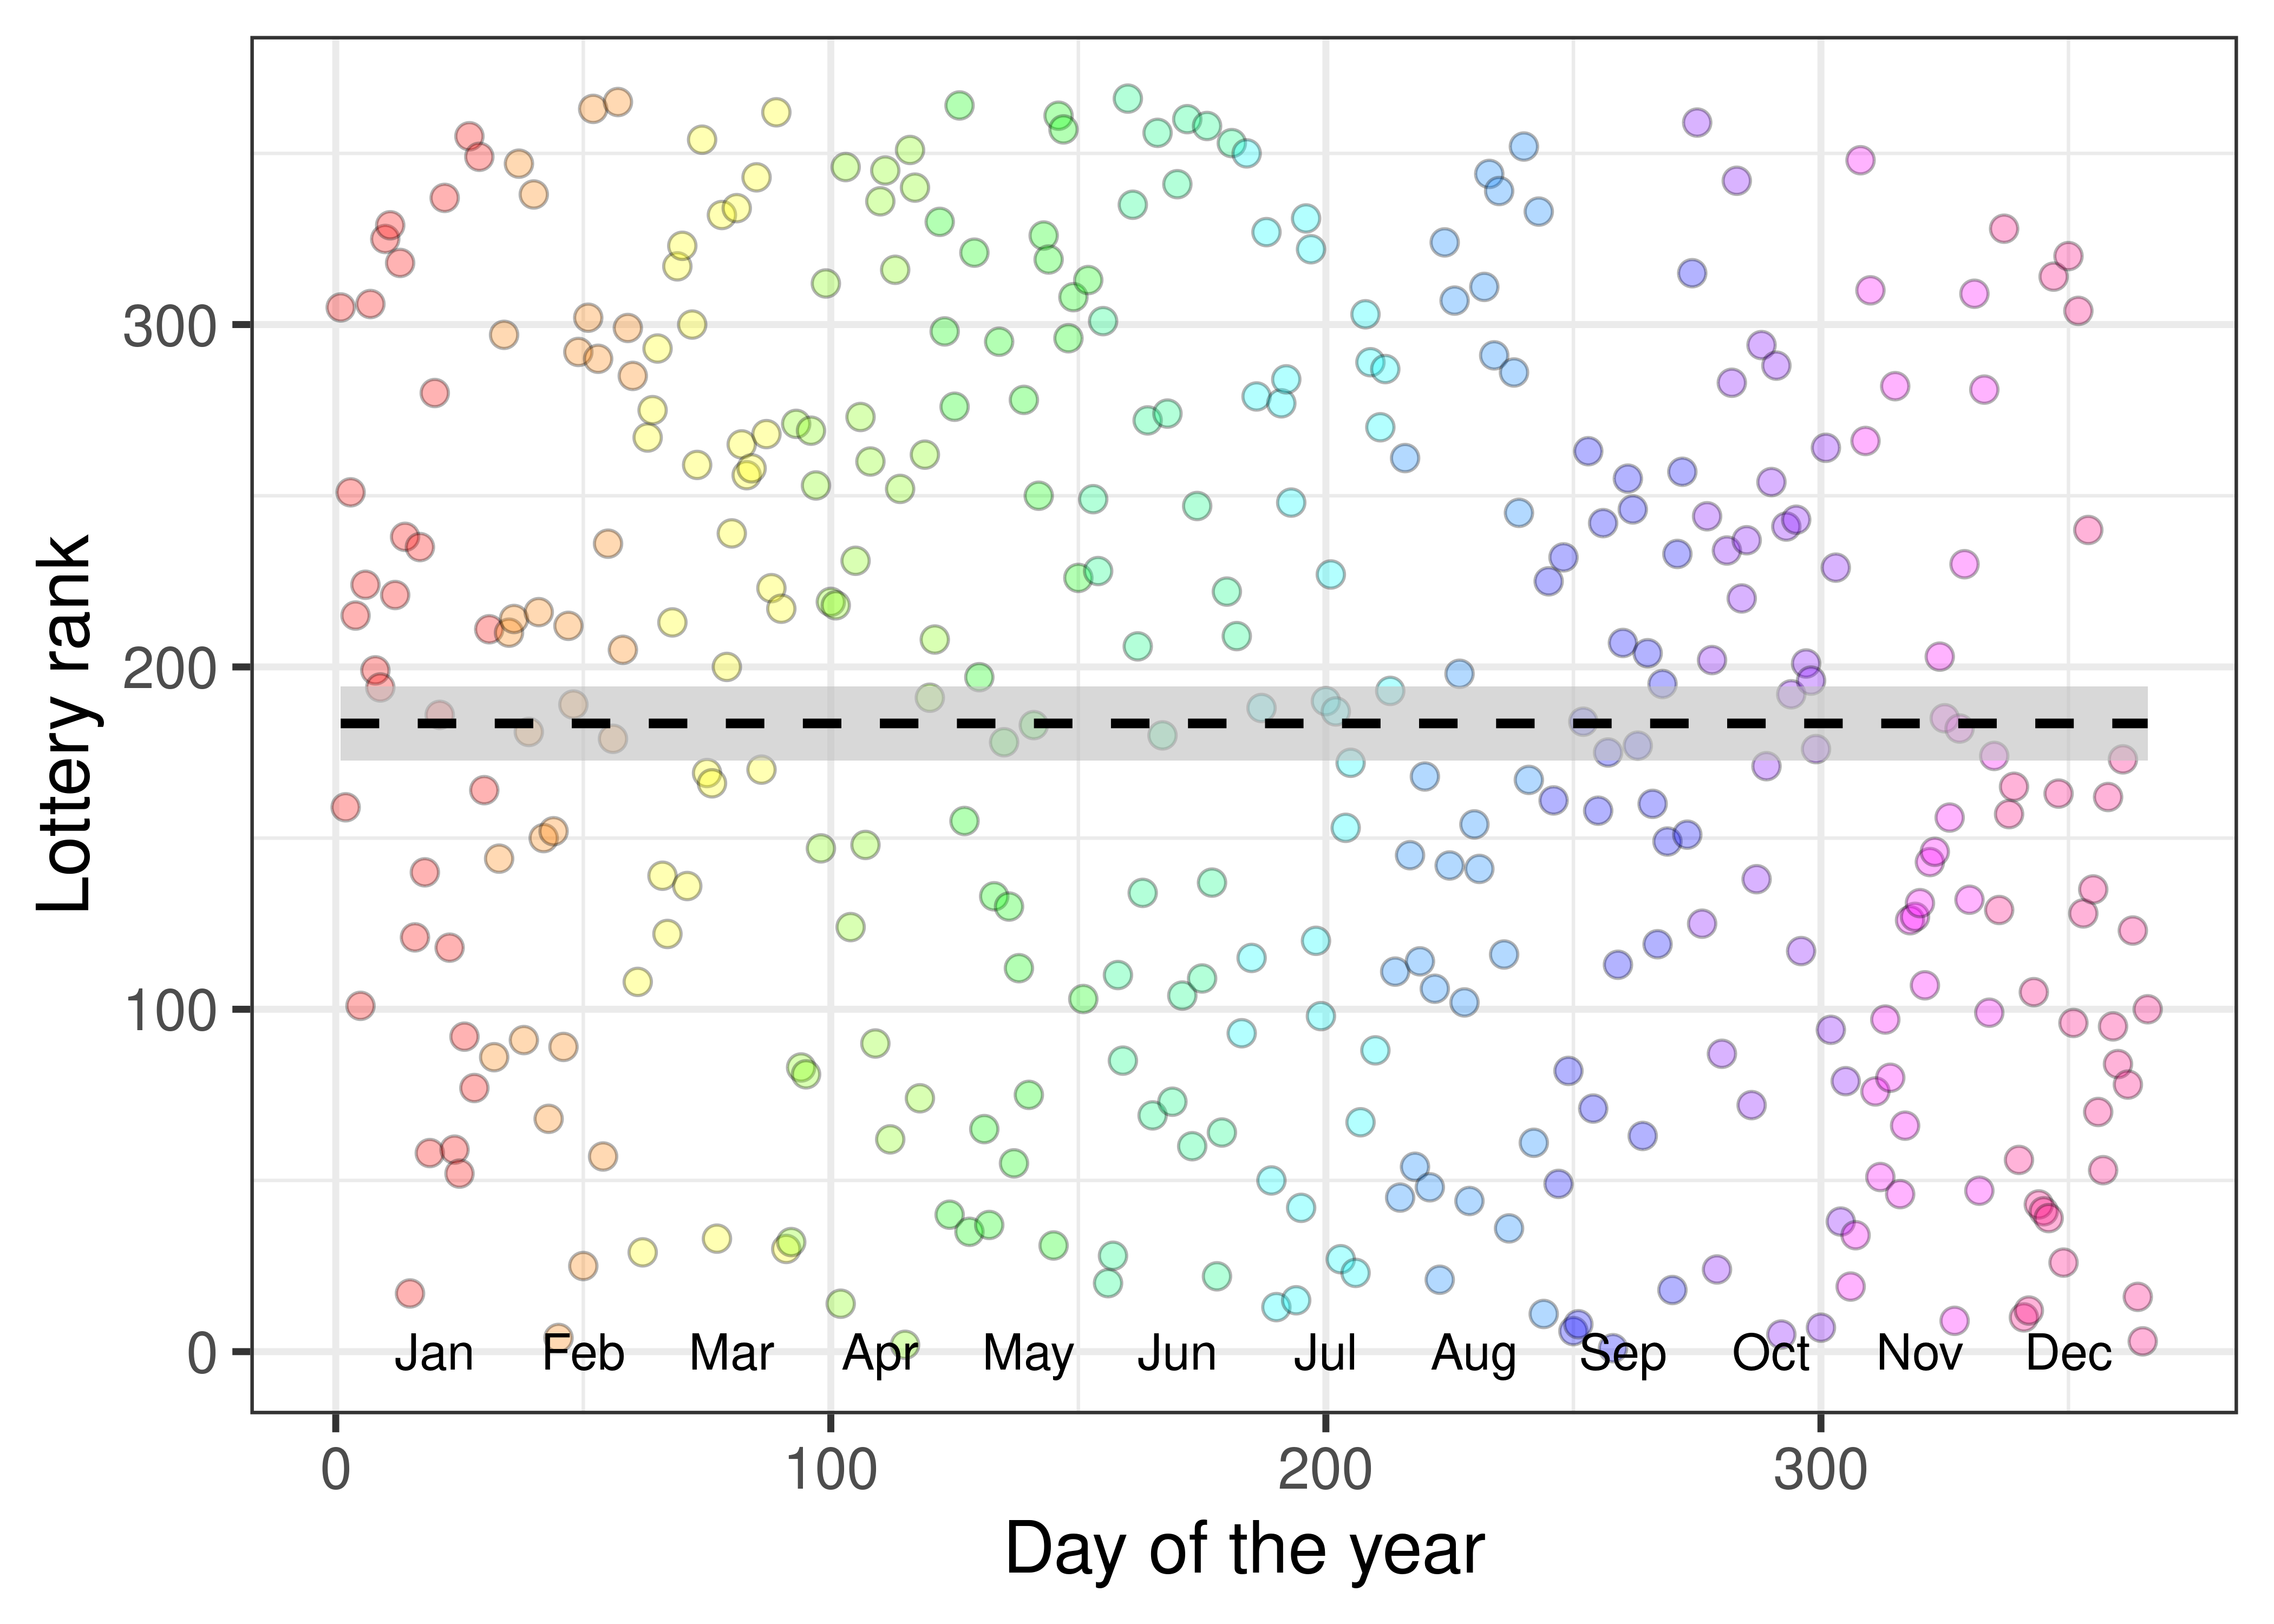 Lottery rank
300
200
100
0
Jan Feb Mar Apr May Jun Jul Aug Sep Oct Nov Dec
0 100 200 300
Day of the year